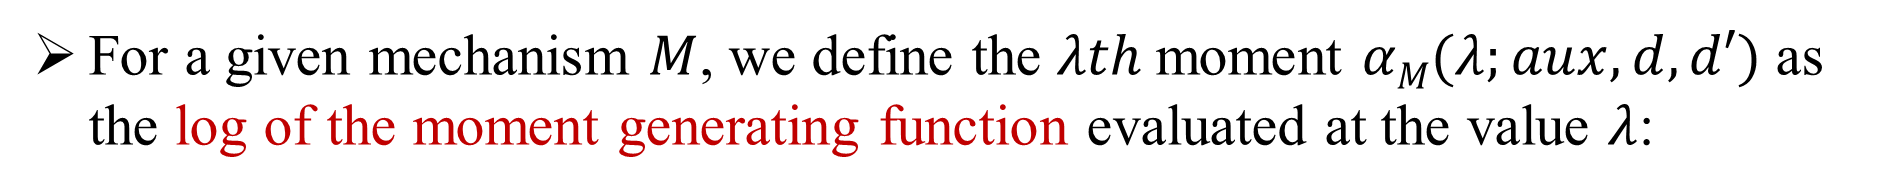 ➢ For a given mechanism M, we define the λth moment α_M(λ; aux, d, d′) as
the log of the moment generating function evaluated at the value λ: